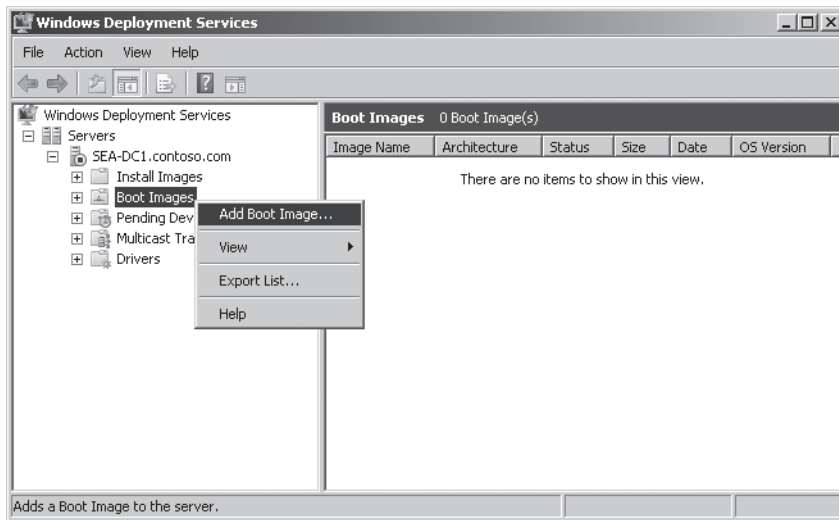 Windows Deployment Services
File Action View Help
Windows Deployment Services
Servers
SEA-DC1.contoso.com
Install Images
Boot Images
Pending Dev
Multicast Tra
Drivers
Add Boot Image...
View
Export List...
Help
Boot Images 0 Boot Image(s)
Image Name Architecture Status Size Date OS Version
There are no items to show in this view.
Adds a Boot Image to the server.